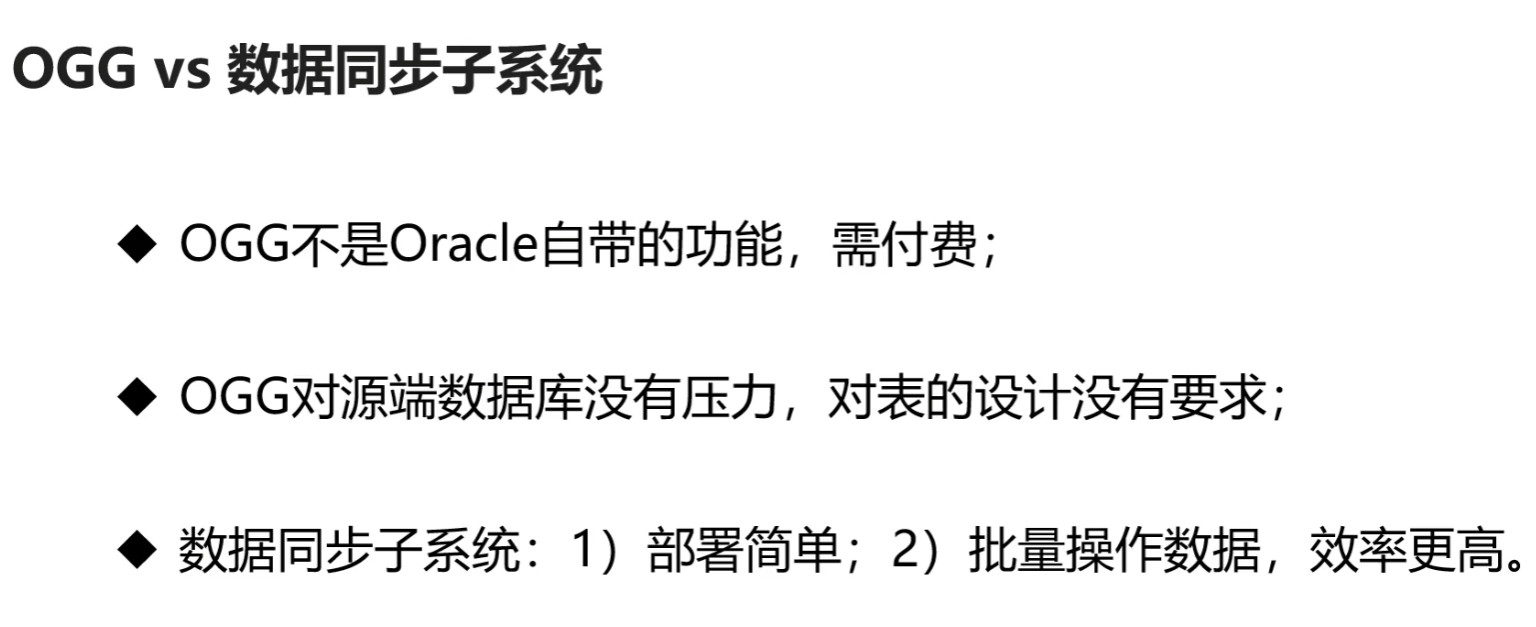 OGG vs 数据同步子系统
◆ OGG不是Oracle自带的功能，需付费；
◆ OGG对源端数据库没有压力，对表的设计没有要求；
◆ 数据同步子系统：1）部署简单；2）批量操作数据，效率更高。